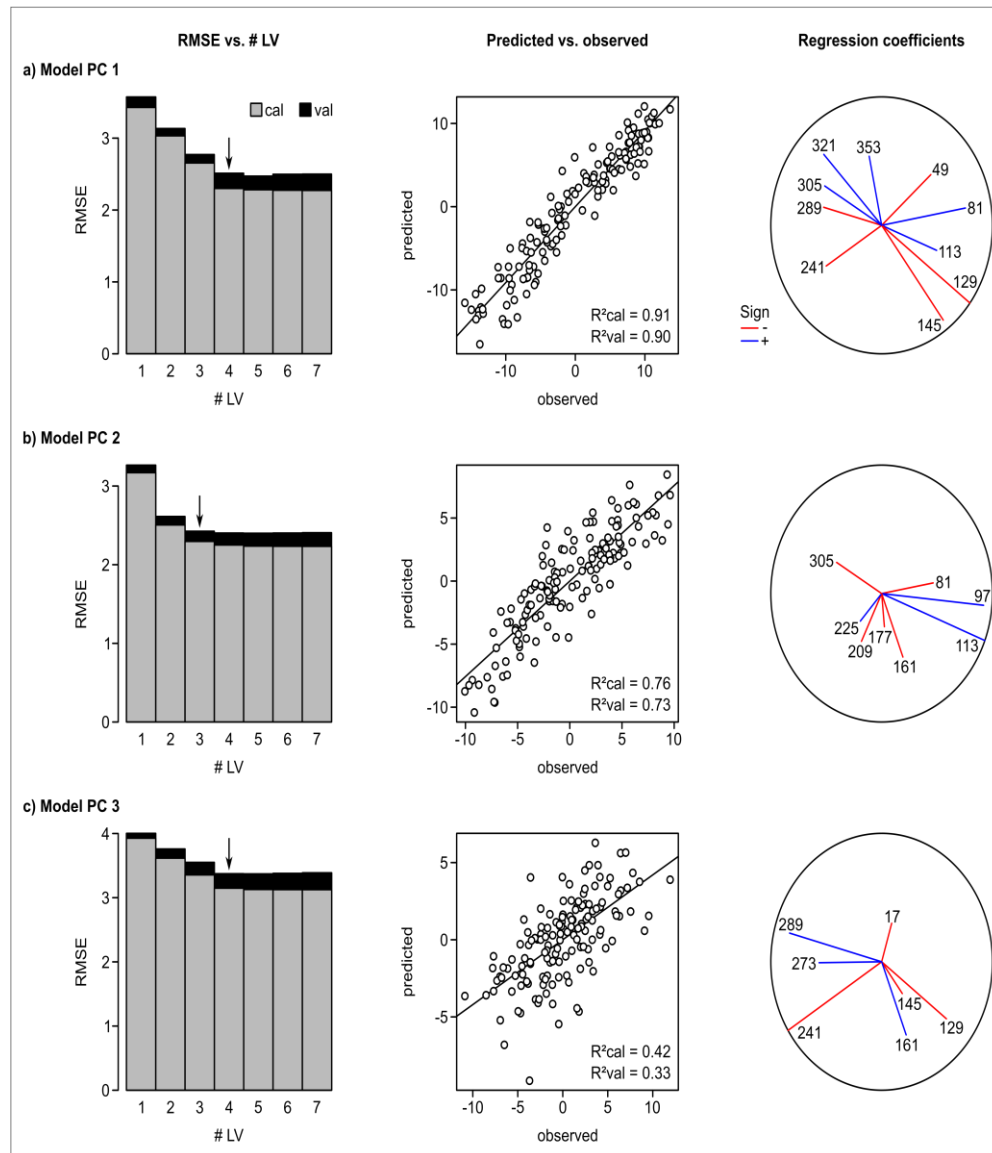 RMSE vs. # LV
Predicted vs. observed
Regression coefficients
a) Model PC 1
cal
val
RMSE
3
2
1
0
1 2 3 4 5 6 7
# LV
predicted
10
0
-10
R²cal = 0.91
R²val = 0.90
-10 0 5 10
observed
321
353
49
305
289
81
113
241
129
145
Sign
-
+
b) Model PC 2
RMSE
3
2
1
0
1 2 3 4 5 6 7
# LV
predicted
5
0
-5
-10
R²cal = 0.76
R²val = 0.73
-10 -5 0 5 10
observed
305
81
97
225
177
113
209
161
c) Model PC 3
RMSE
4
3
2
1
0
1 2 3 4 5 6 7
# LV
predicted
5
0
-5
R²cal = 0.42
R²val = 0.33
-10 -5 0 5 10
observed
17
289
273
145
241
129
161